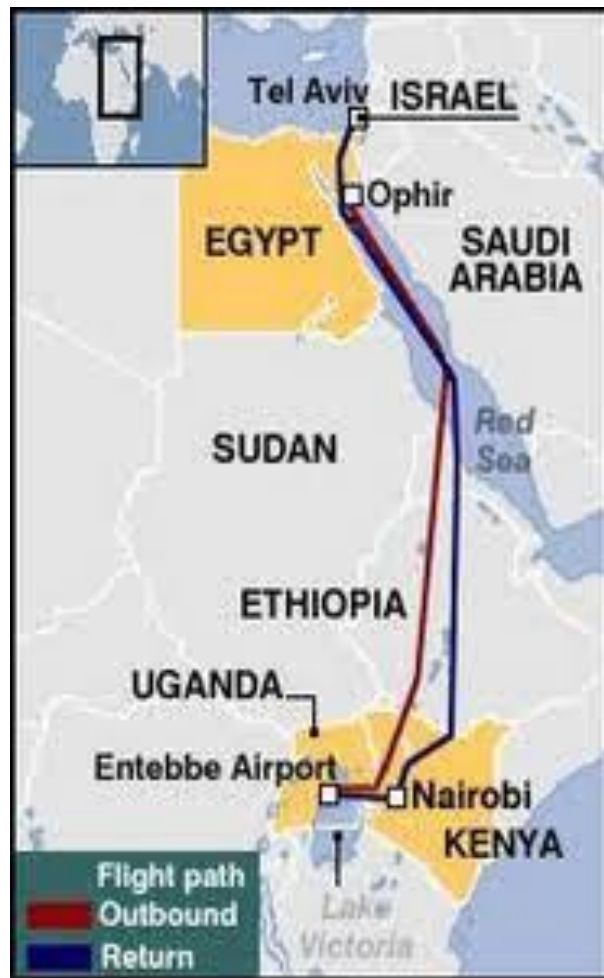 Tel Aviv
ISRAEL
Ophir
EGYPT
SAUDI
ARABIA
Red
Sea
SUDAN
ETHIOPIA
UGANDA
Entebbe Airport
Nairobi
KENYA
Lake
Victoria
Flight path
Outbound
Return